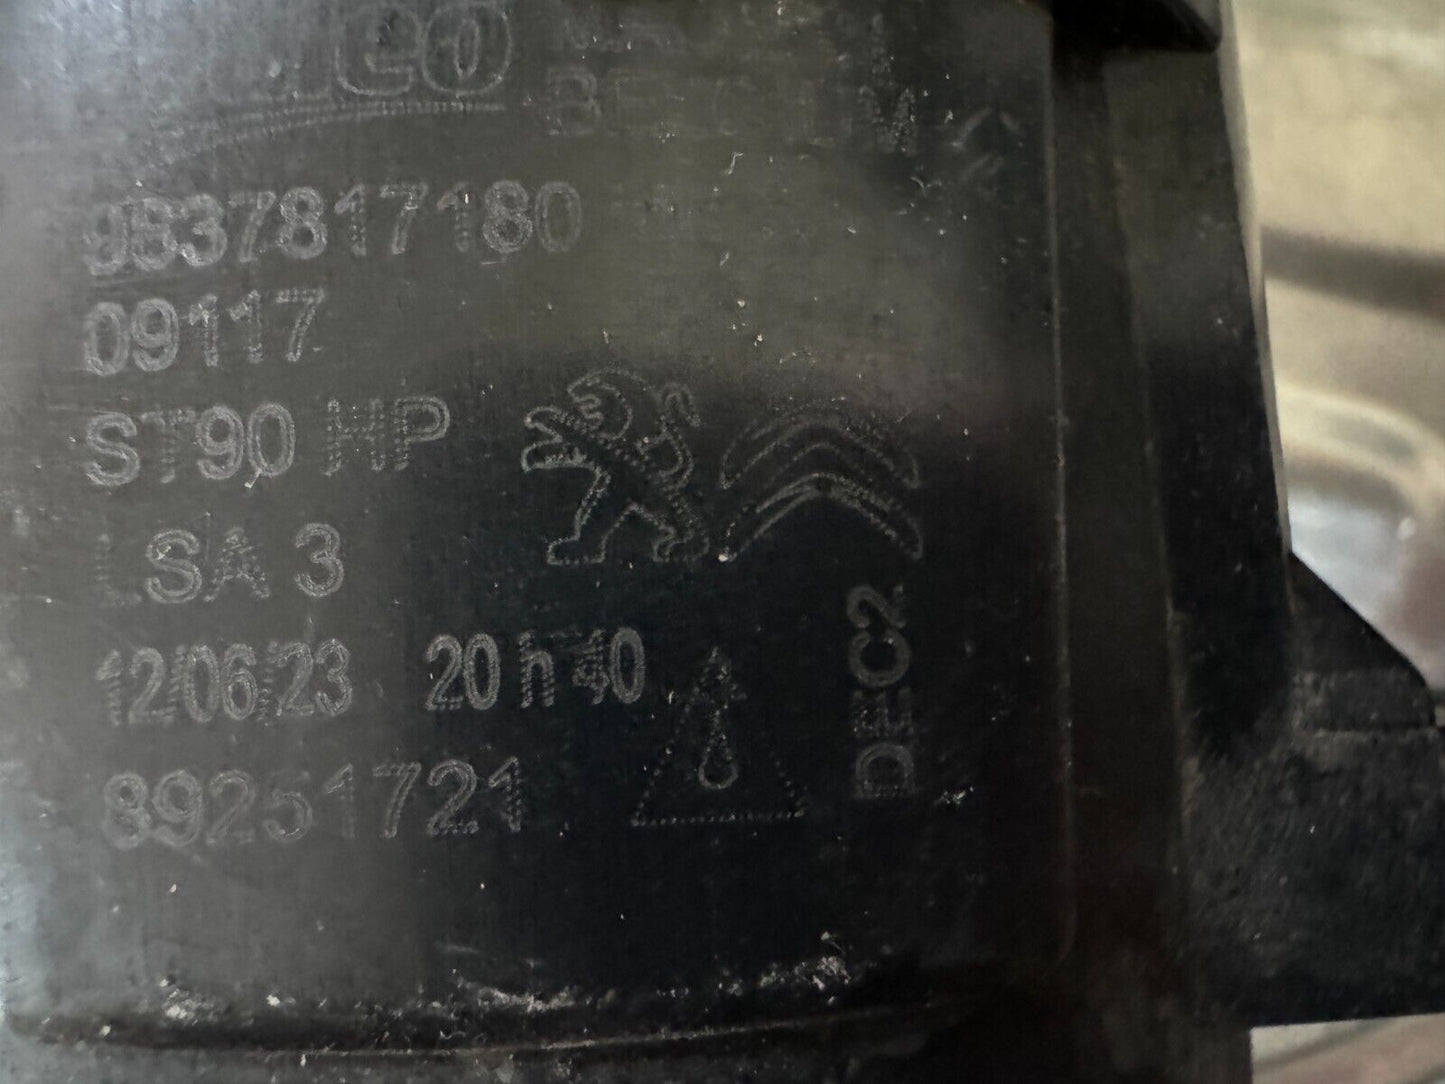 9837817180
09117
ST90 HP
LSA 3
12/06/23 20 h 40
89251721
DEC2